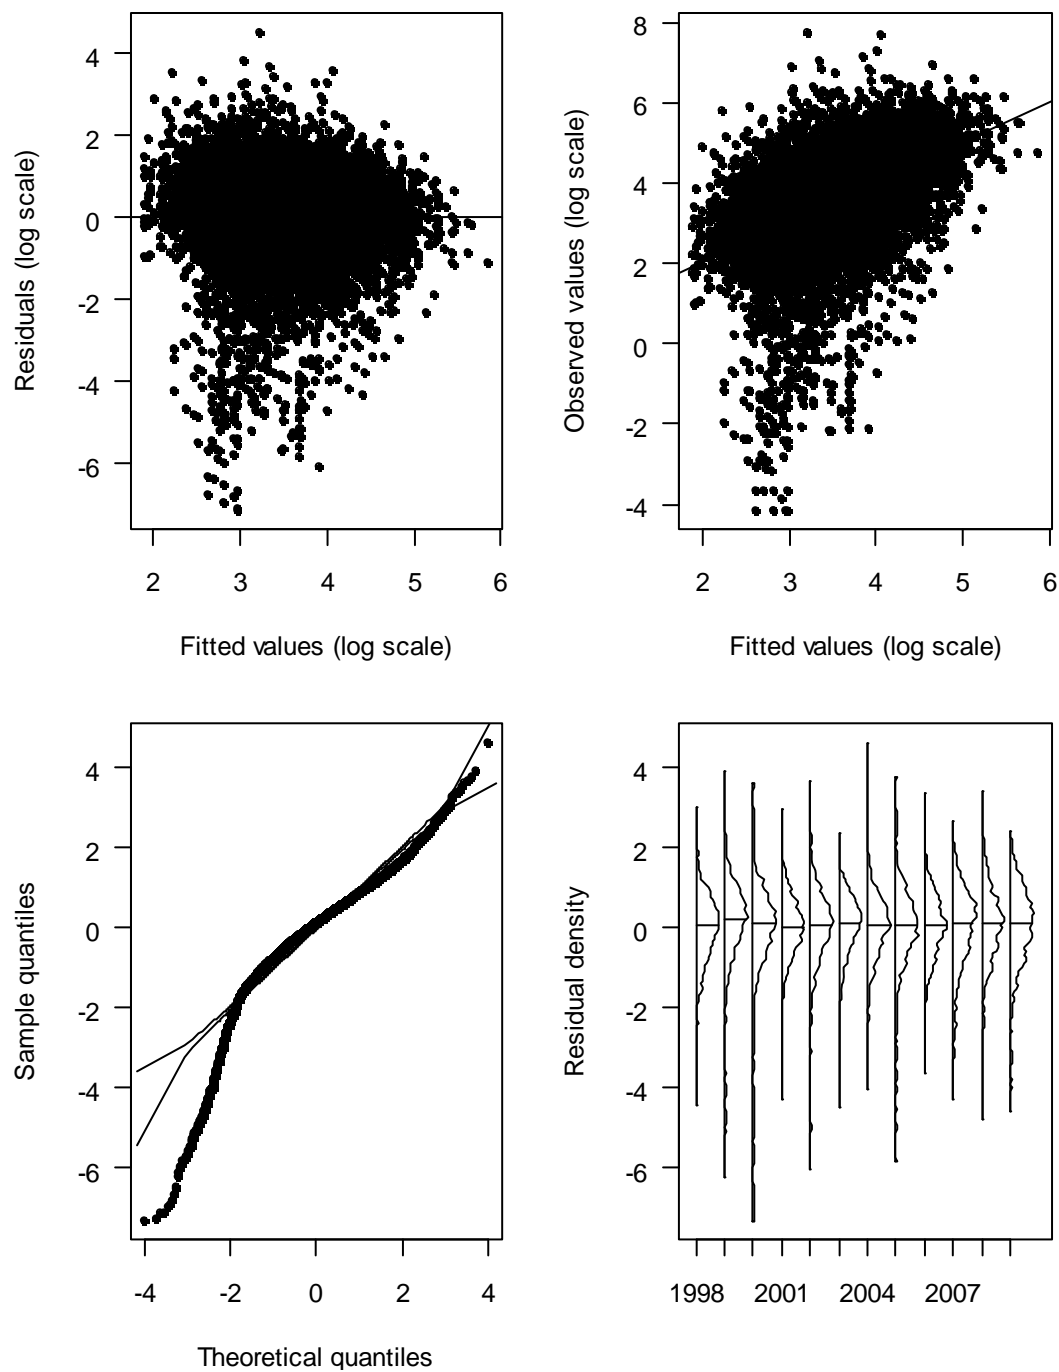 Residuals (log scale)
4
2
0
-2
-4
-6
2 3 4 5 6
Fitted values (log scale)
Observed values (log scale)
8
6
4
2
0
-2
-4
2 3 4 5 6
Fitted values (log scale)
Sample quantiles
4
2
0
-2
-4
-6
-4 -2 0 2 4
Theoretical quantiles
Residual density
4
2
0
-2
-4
-6
1998 2001 2004 2007